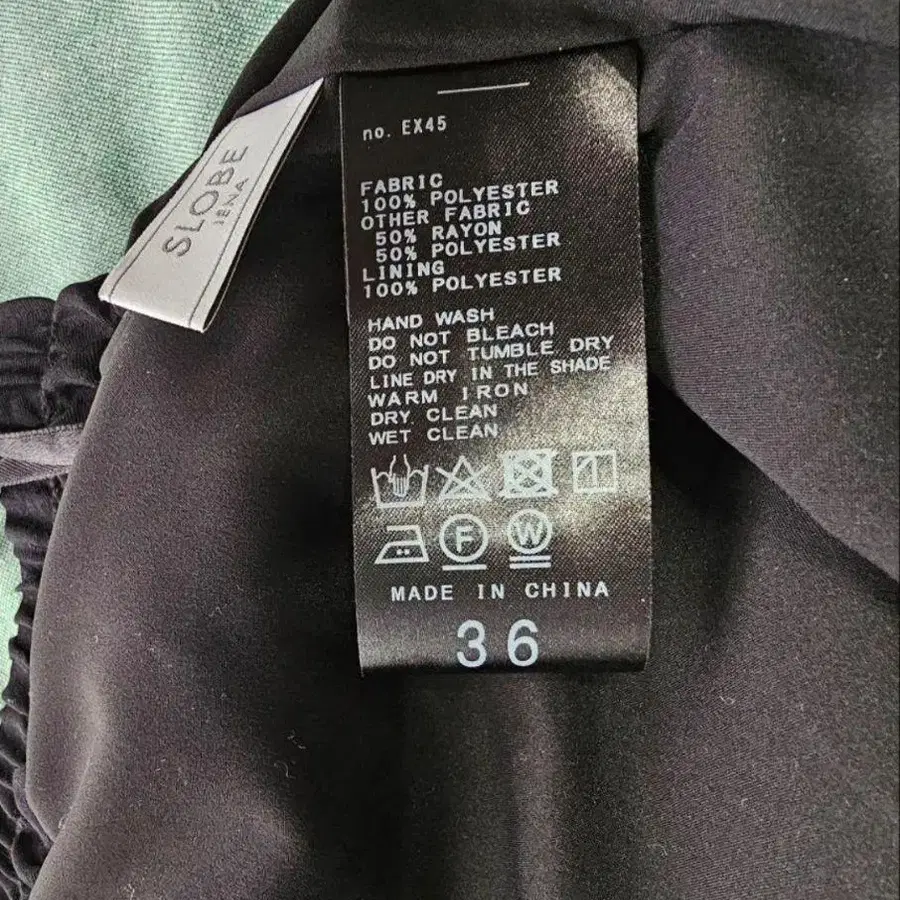 SLOBE
IENA
no. EX45
FABRIC
100% POLYESTER
OTHER FABRIC
50% RAYON
50% POLYESTER
LINING
100% POLYESTER
HAND WASH
DO NOT BLEACH
DO NOT TUMBLE DRY
LINE DRY IN THE SHADE
WARM IRON
DRY CLEAN
WET CLEAN
F W
MADE IN CHINA
36